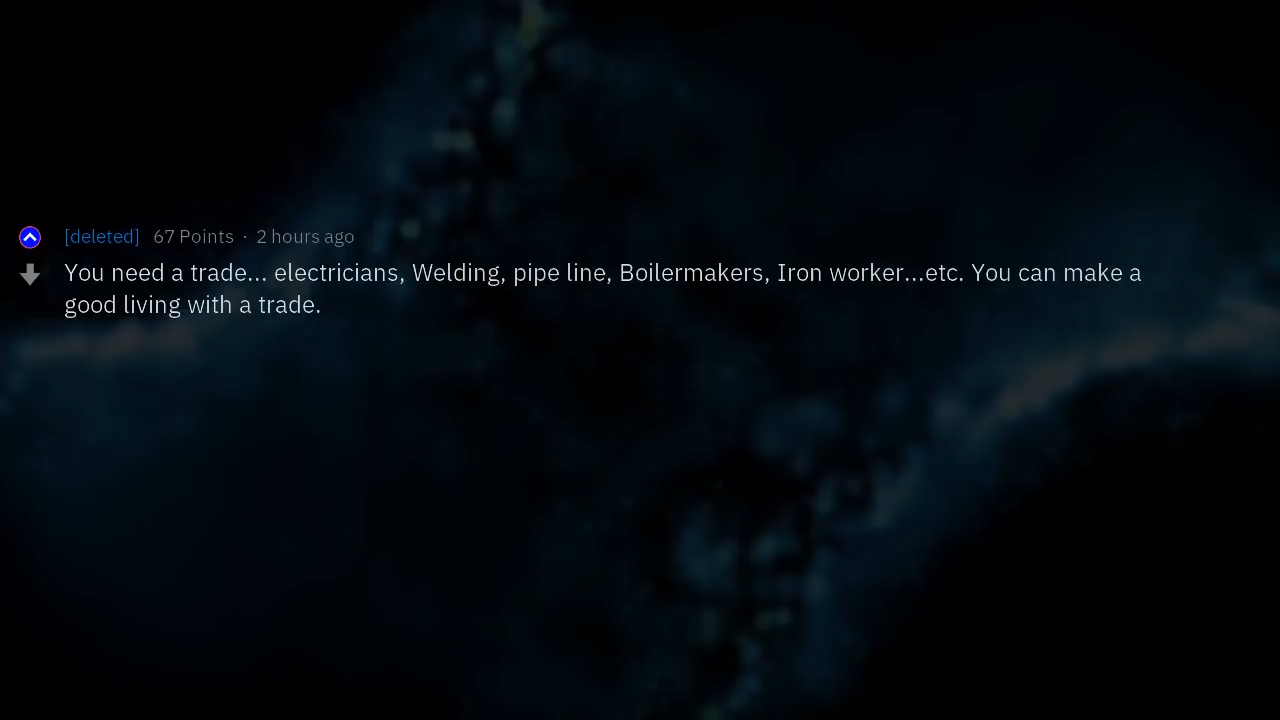 [deleted] 67 Points · 2 hours ago
You need a trade... electricians, Welding, pipe line, Boilermakers, Iron worker...etc. You can make a
good living with a trade.